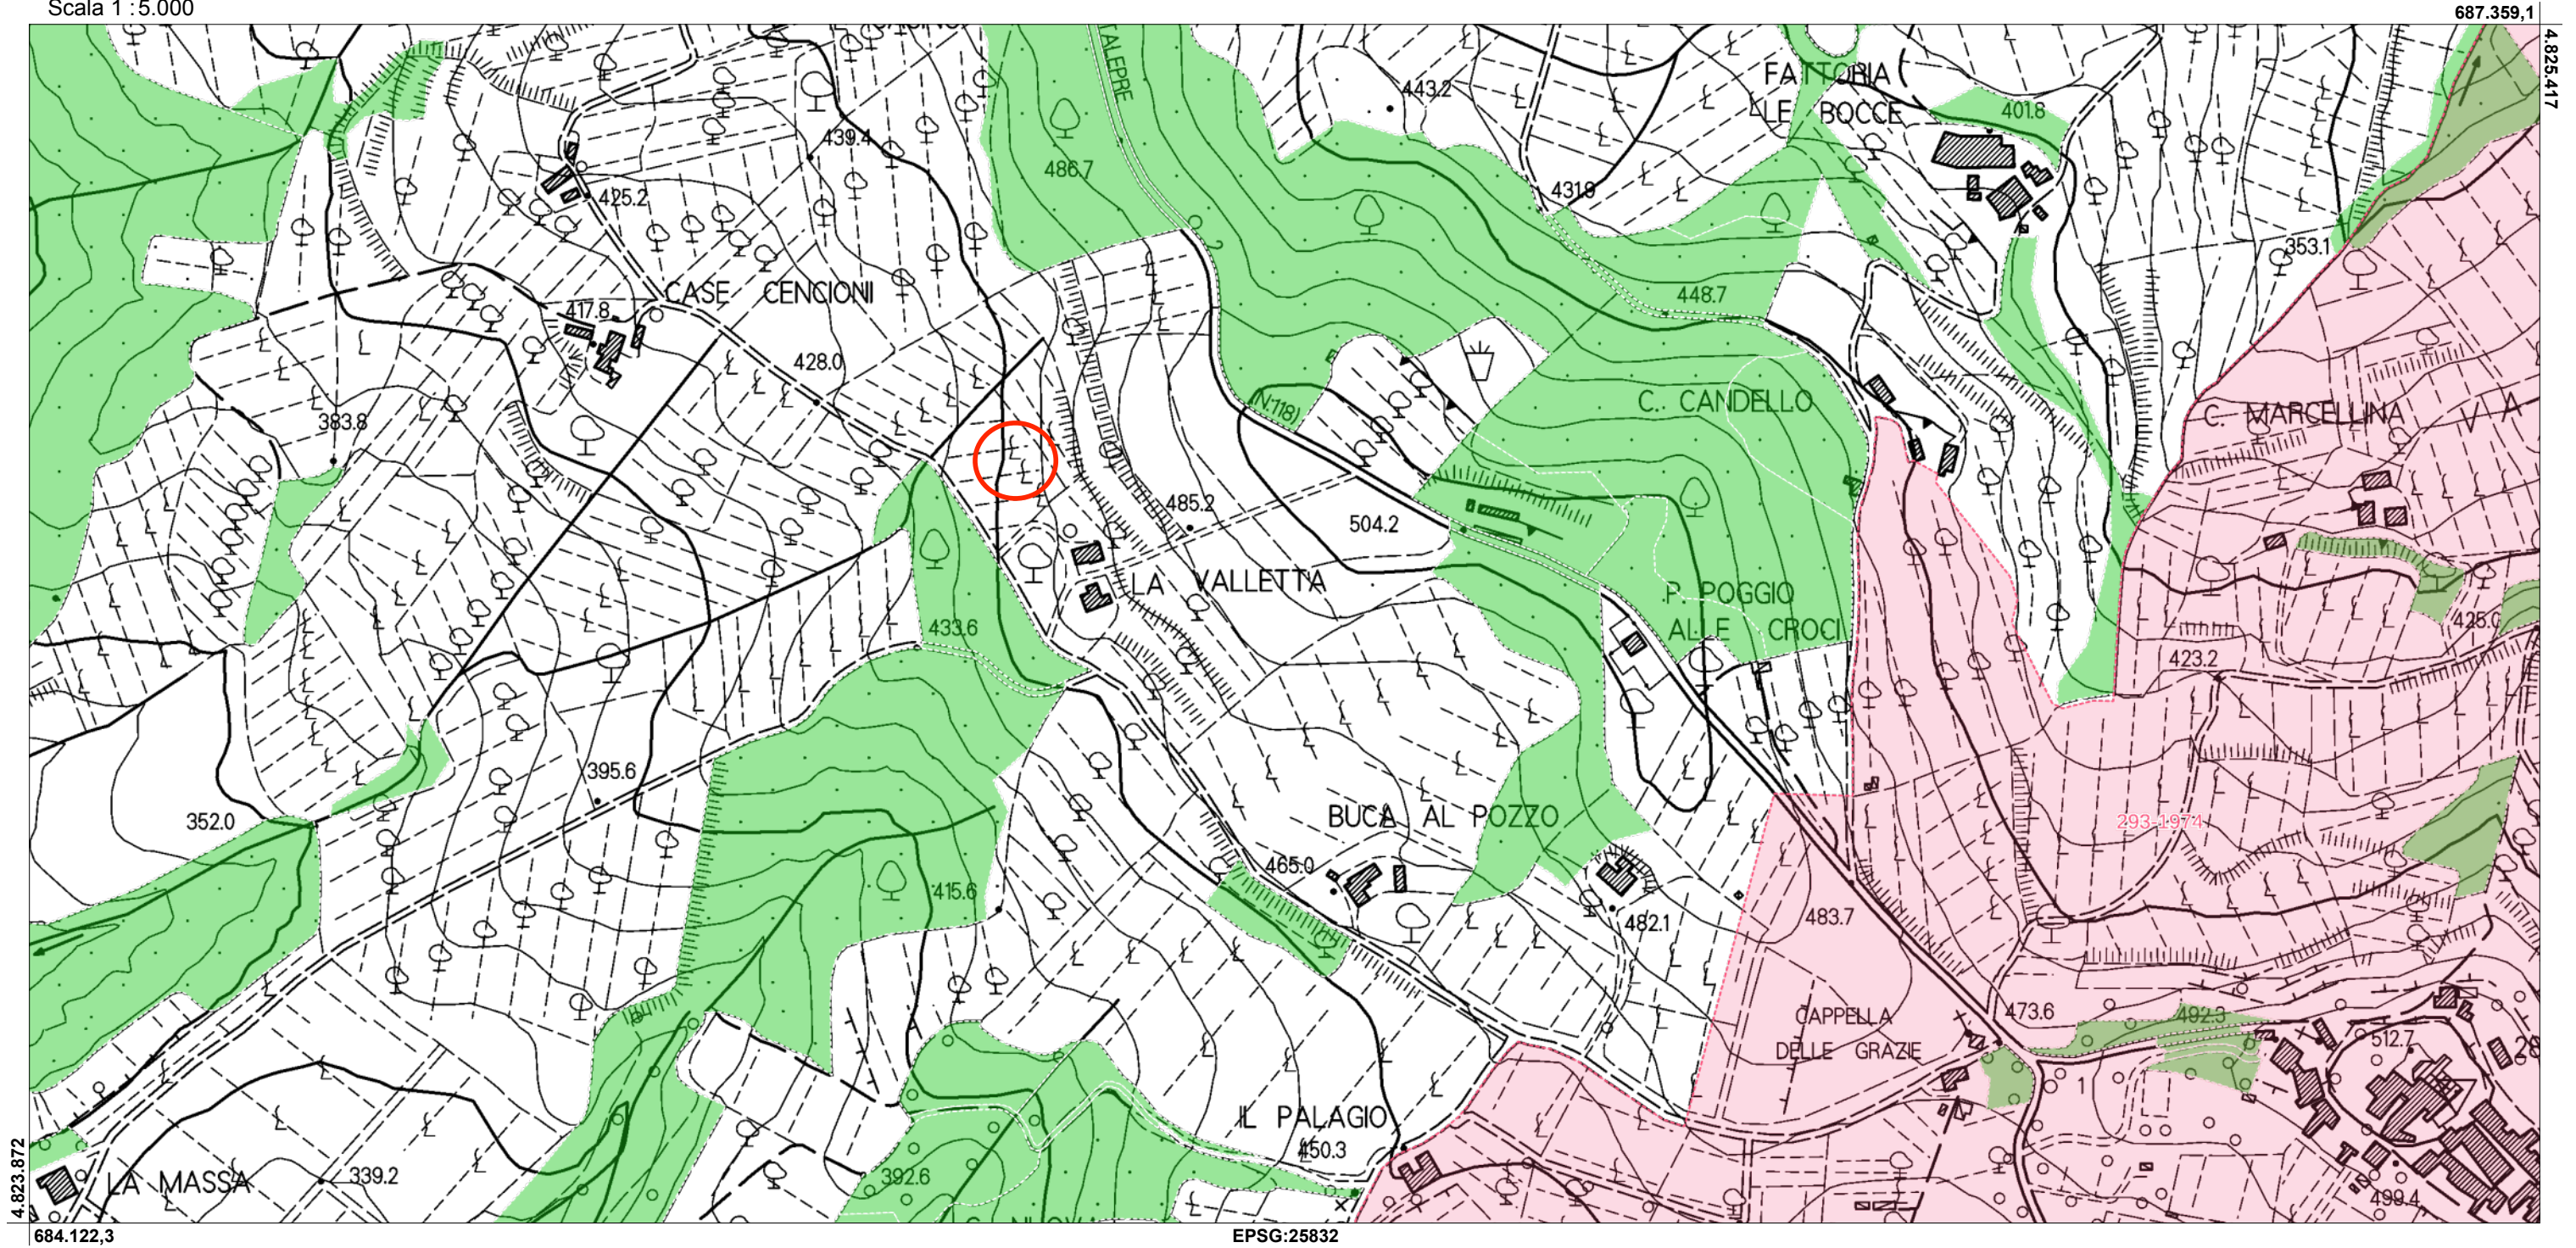 Scala 1 :5.000
687.359,1
4.825.417
TALEPRE
443.2
FATTORIA
LE BOCCE
401.8
439.4
486.7
425.2
4319
353.1
CASE CENCIONI
417.8
448.7
428.0
(N.118)
C. CANDELLO
C. MARCELLINA
V A
383.8
485.2
504.2
LA VALLETTA
P. POGGIO
ALLE CROCI
433.6
425.0
423.2
395.6
352.0
BUCA AL POZZO
293-1974
465.0
415.6
482.1
483.7
CAPPELLA
DELLE GRAZIE
473.6
492.3
512.7
1
IL PALAGIO
450.3
LA MASSA
339.2
392.6
499.4
4.823.872
684.122,3
EPSG:25832